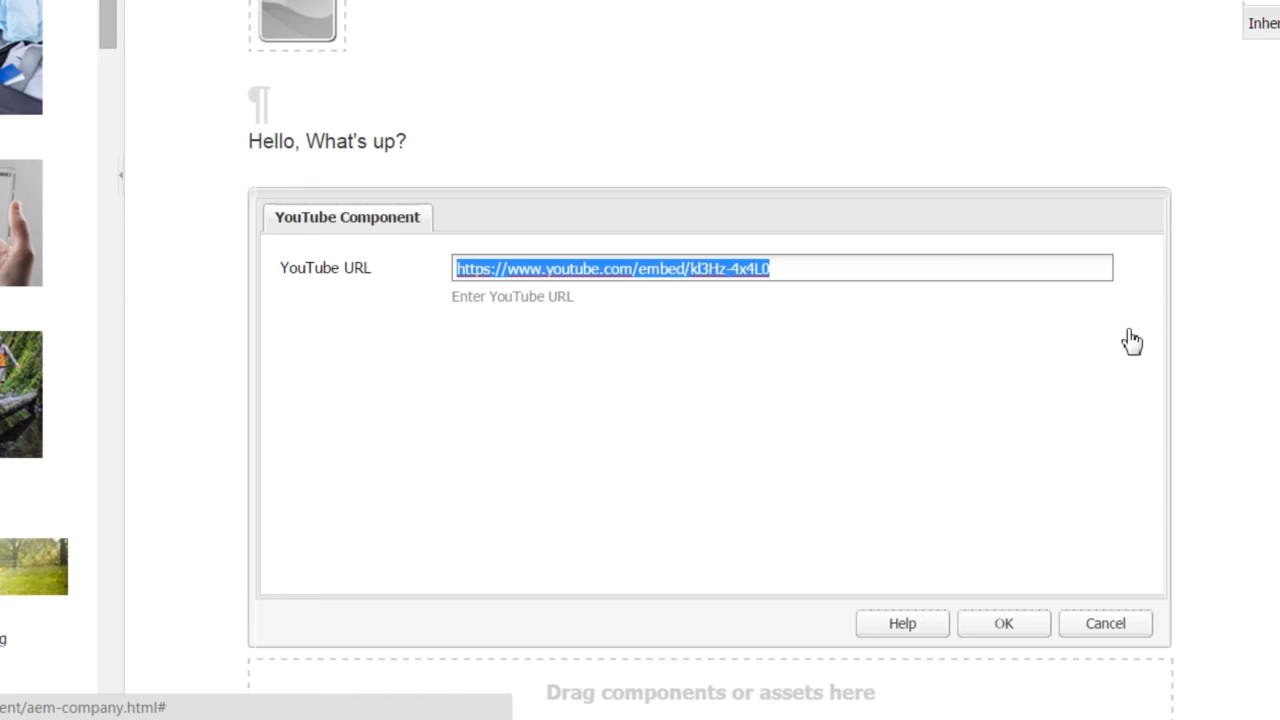 Inher
¶
Hello, What's up?
YouTube Component
YouTube URL
https://www.youtube.com/embed/kl3Hz-4x4L0
Enter YouTube URL
Help
OK
Cancel
g
Drag components or assets here
ent/aem-company.html#